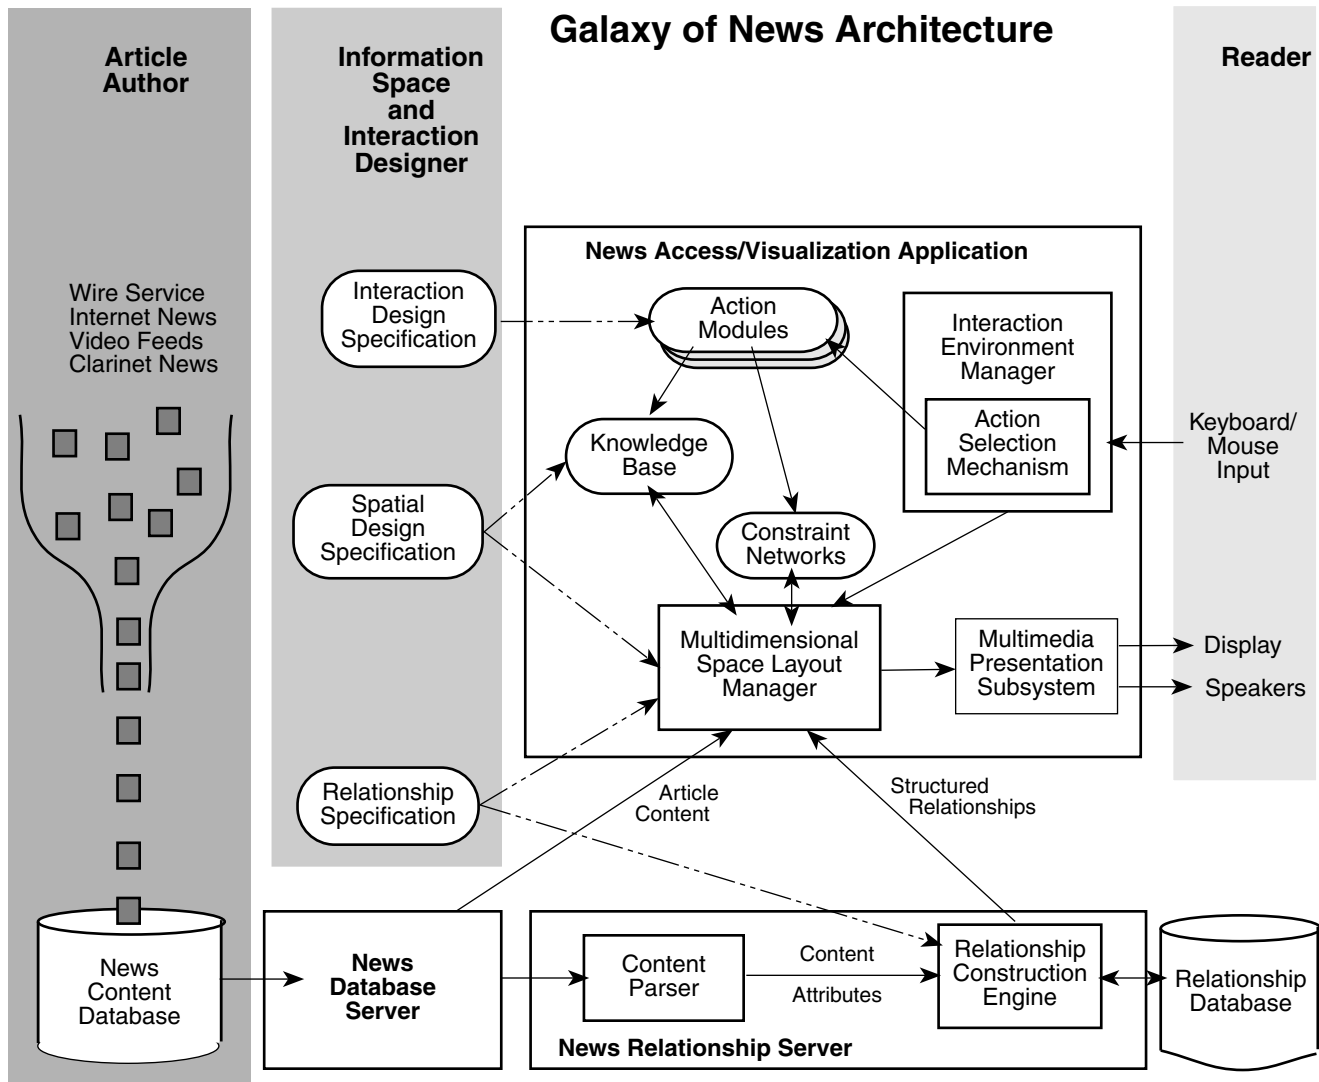 Galaxy of News Architecture
Article
Author
Information
Space
and
Interaction
Designer
Reader
Wire Service
Internet News
Video Feeds
Clarinet News
News Access/Visualization Application
Interaction
Design
Specification
Action
Modules
Interaction
Environment
Manager
Action
Selection
Mechanism
Keyboard/
Mouse
Input
Knowledge
Base
Spatial
Design
Specification
Constraint
Networks
Multidimensional
Space Layout
Manager
Multimedia
Presentation
Subsystem
Display
Speakers
Relationship
Specification
Article
Content
Structured
Relationships
News
Content
Database
News
Database
Server
Content
Parser
Content
Attributes
Relationship
Construction
Engine
News Relationship Server
Relationship
Database